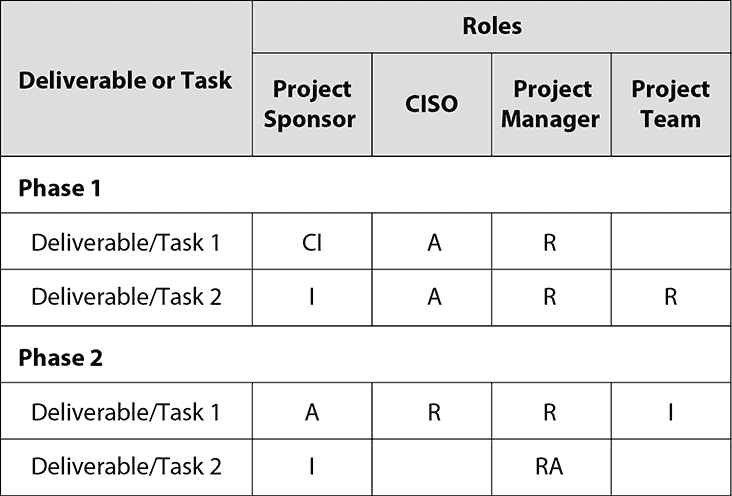 Deliverable or Task
Roles
Project Sponsor CISO Project Manager Project Team
Phase 1
Deliverable/Task 1 CI A R
Deliverable/Task 2 I A R R
Phase 2
Deliverable/Task 1 A R R I
Deliverable/Task 2 I RA